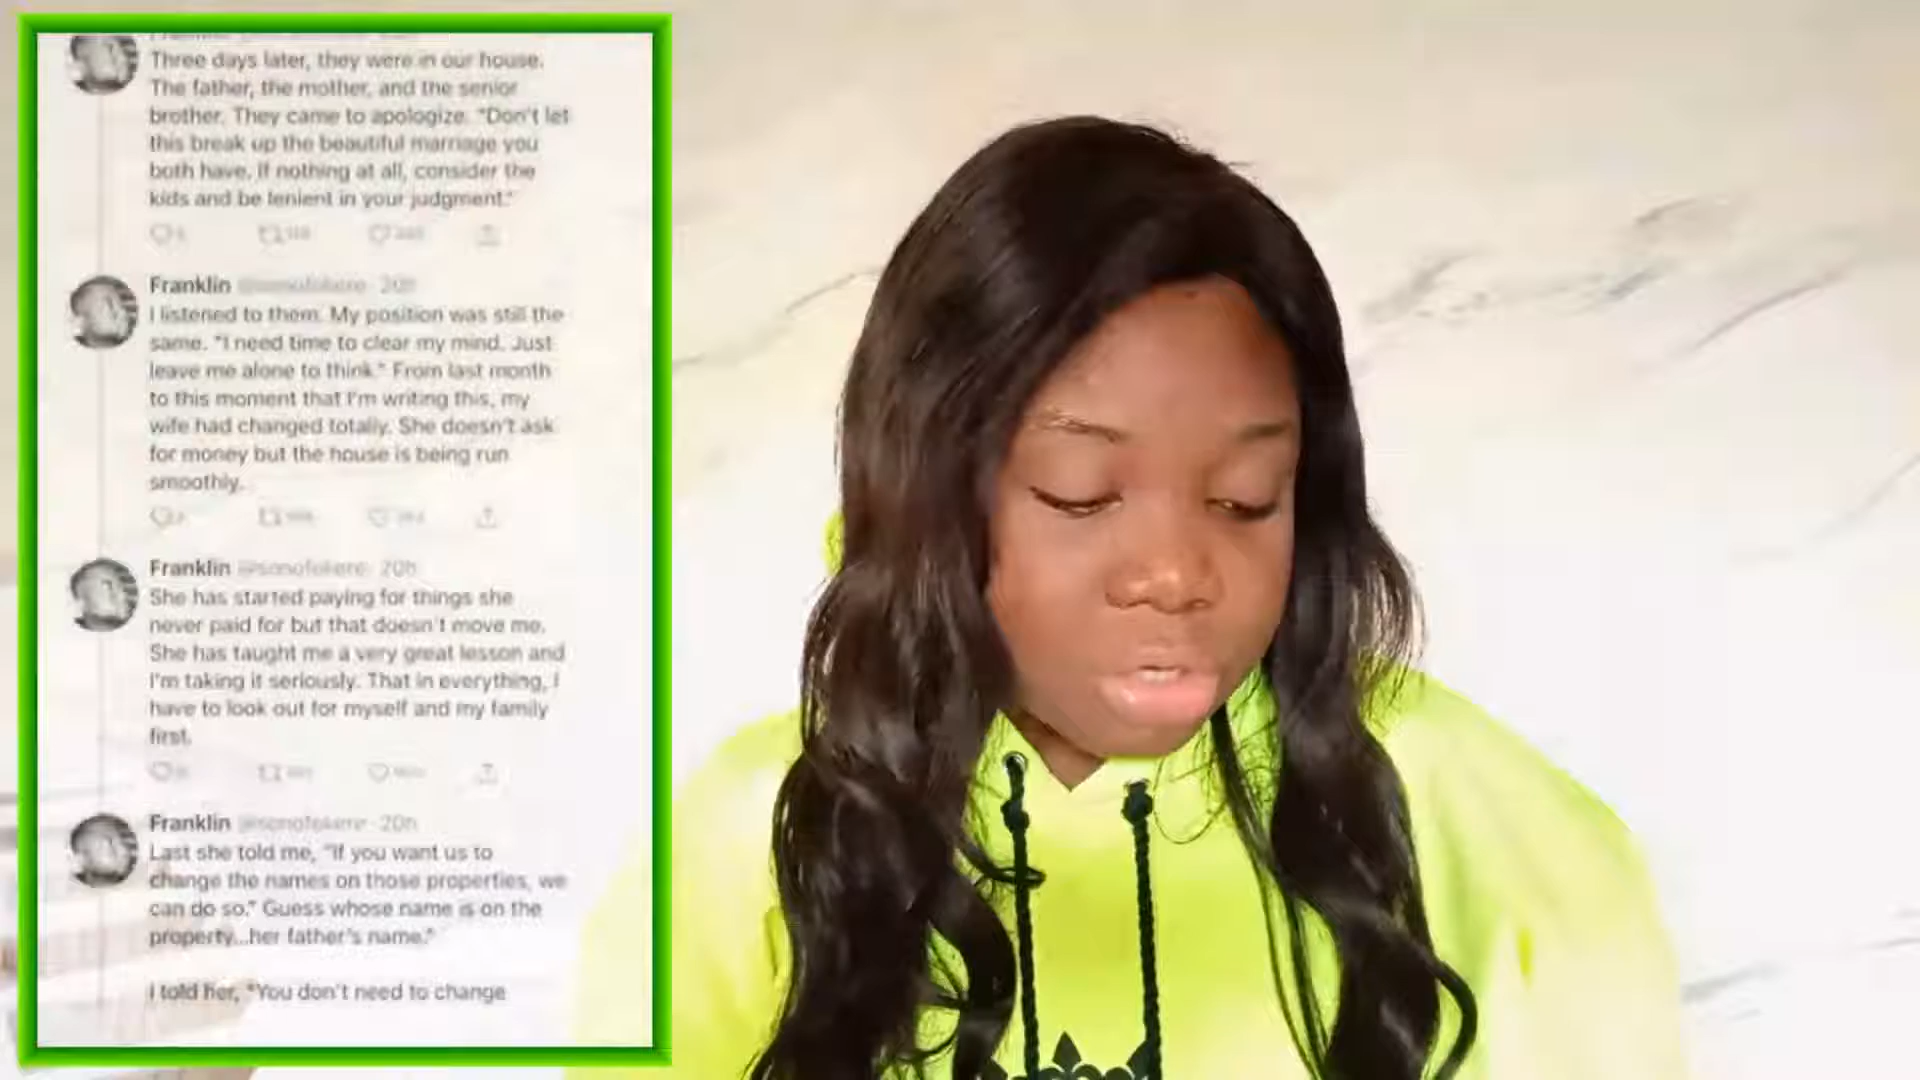 Three days later, they were in our house.
The father, the mother, and the senior
brother. They came to apologize. "Don't let
this break up the beautiful marriage you
both have. If nothing at all, consider the
kids and be lenient in your judgment."
Franklin 20h
I listened to them. My position was still the
same. "I need time to clear my mind. Just
leave me alone to think." From last month
to this moment that I'm writing this, my
wife had changed totally. She doesn't ask
for money but the house is being run
smoothly.
Franklin @sonofokere · 20h
She has started paying for things she
never paid for but that doesn't move me.
She has taught me a very great lesson and
I'm taking it seriously. That in everything, I
have to look out for myself and my family
first.
Franklin @sonofokere · 20h
Last she told me, "If you want us to
change the names on those properties, we
can do so." Guess whose name is on the
property...her father's name."
I told her, "You don't need to change